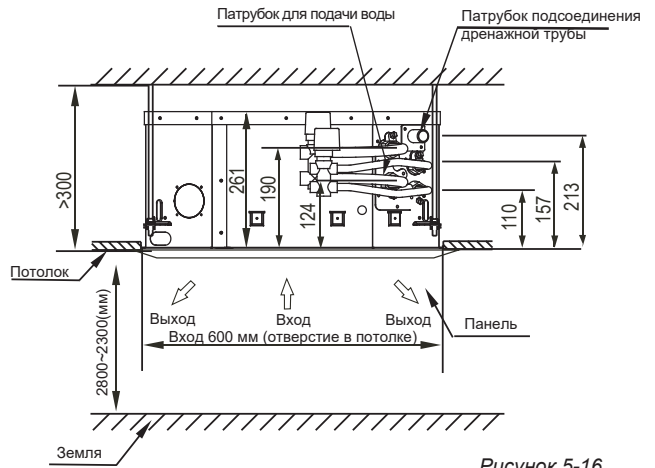 Патрубок для подачи воды
Патрубок подсоединения
дренажной трубы
>300
261
190
124
110
157
213
Потолок
Выход
Вход
Выход
Панель
Вход 600 мм (отверстие в потолке)
2800~2300(мм)
Земля
Рисунок 5-16